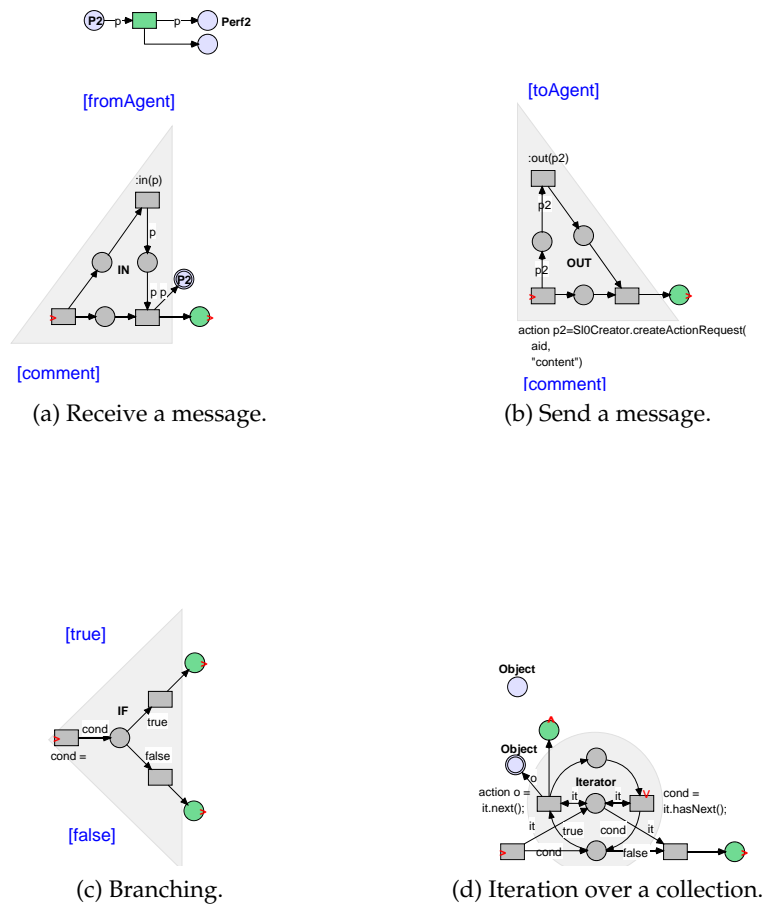 P2 p p Perf2
[fromAgent]
:in(p)
p
IN
P2
p p
[comment]
(a) Receive a message.
[toAgent]
:out(p2)
p2
OUT
p2
action p2=Sl0Creator.createActionRequest(
aid,
"content")
[comment]
(b) Send a message.
[true]
IF
cond
true
cond =
false
[false]
(c) Branching.
Object
Object
o
Iterator
action o =
it.next();
it it
cond =
it.hasNext();
it true cond it
cond false
(d) Iteration over a collection.